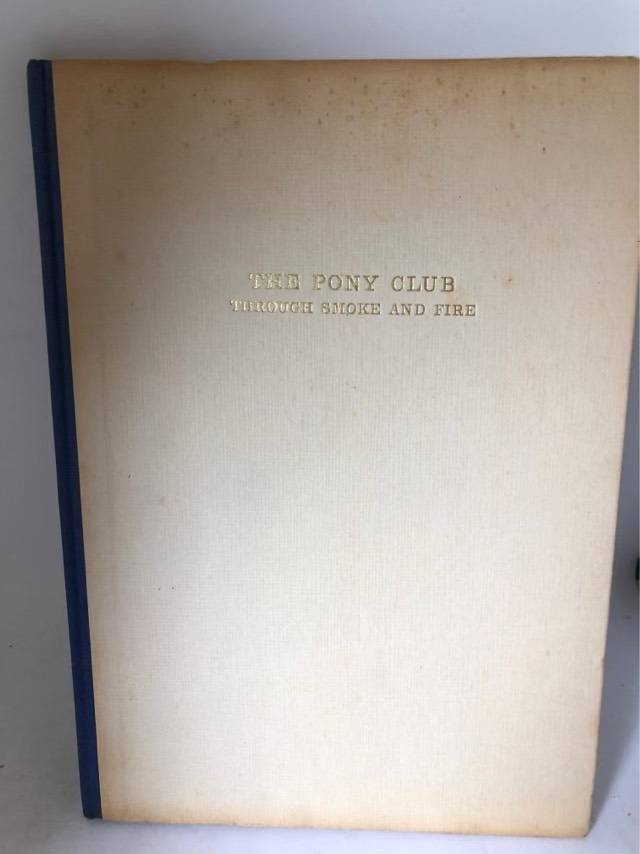 THE PONY CLUB
THROUGH SMOKE AND FIRE